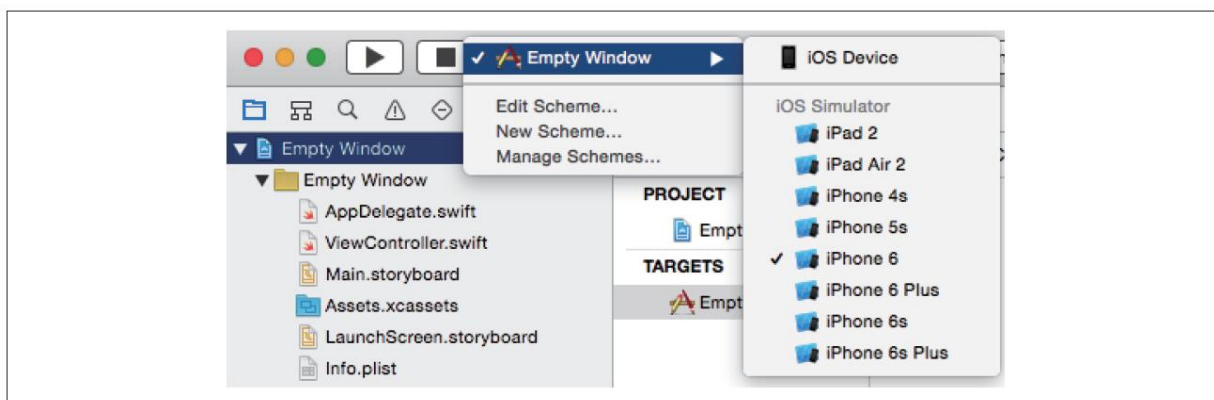 Empty Window
Edit Scheme...
New Scheme...
Manage Schemes...
iOS Device
iOS Simulator
iPad 2
iPad Air 2
iPhone 4s
iPhone 5s
iPhone 6
iPhone 6 Plus
iPhone 6s
iPhone 6s Plus
Empty Window
Empty Window
AppDelegate.swift
ViewController.swift
Main.storyboard
Assets.xcassets
LaunchScreen.storyboard
Info.plist
PROJECT
Empt
TARGETS
Empt